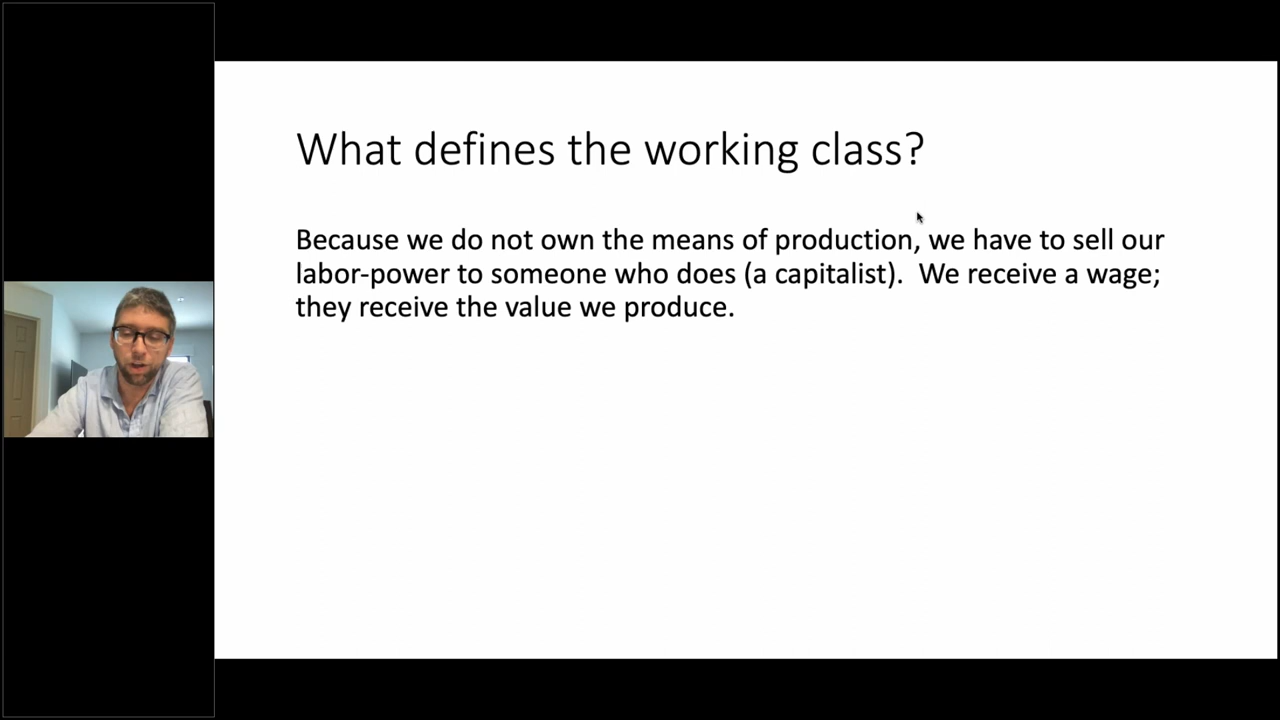 What defines the working class?
Because we do not own the means of production, we have to sell our
labor-power to someone who does (a capitalist).  We receive a wage;
they receive the value we produce.